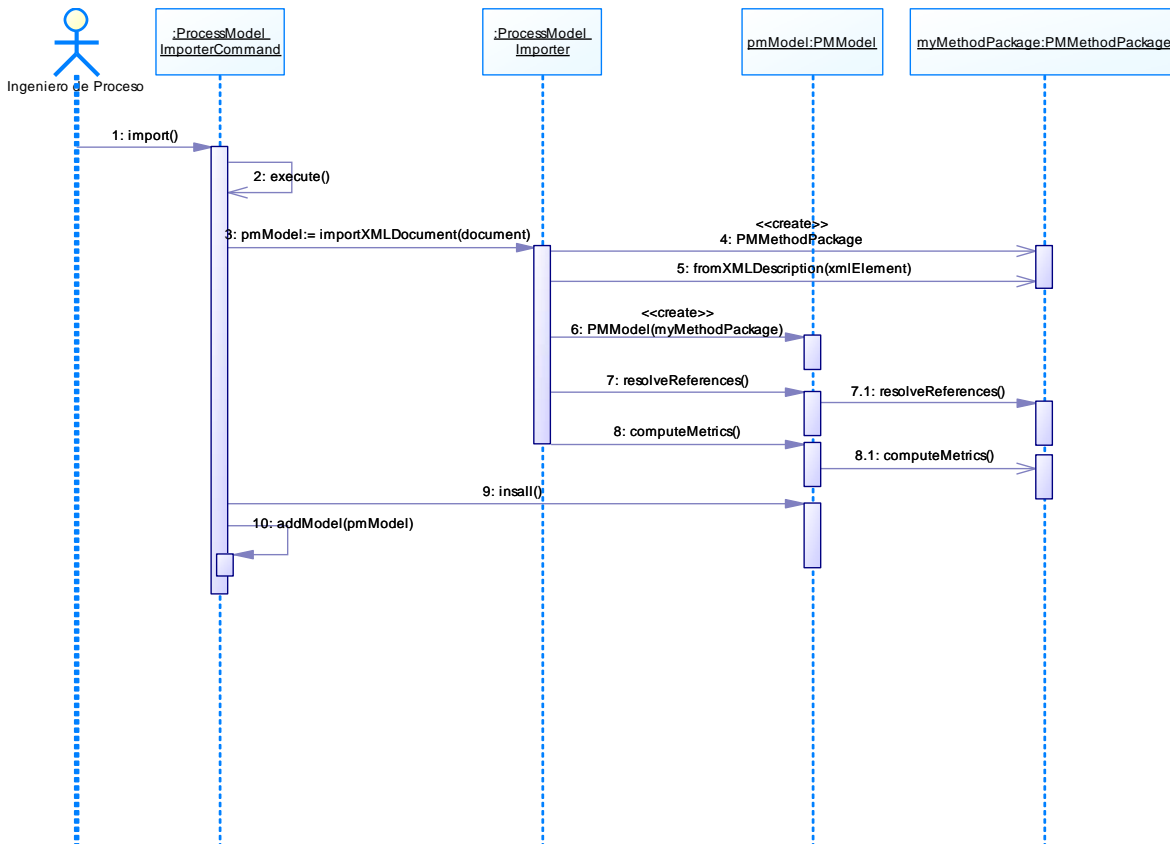 :ProcessModel
ImporterCommand
:ProcessModel
Importer
pmModel:PMModel
myMethodPackage:PMMethodPackage
Ingeniero de Proceso
1: import()
2: execute()
3: pmModel:= importXMLDocument(document)
<<create>>
4: PMMethodPackage
5: fromXMLDescription(xmlElement)
<<create>>
6: PMModel(myMethodPackage)
7: resolveReferences()
7.1: resolveReferences()
8: computeMetrics()
8.1: computeMetrics()
9: insall()
10: addModel(pmModel)